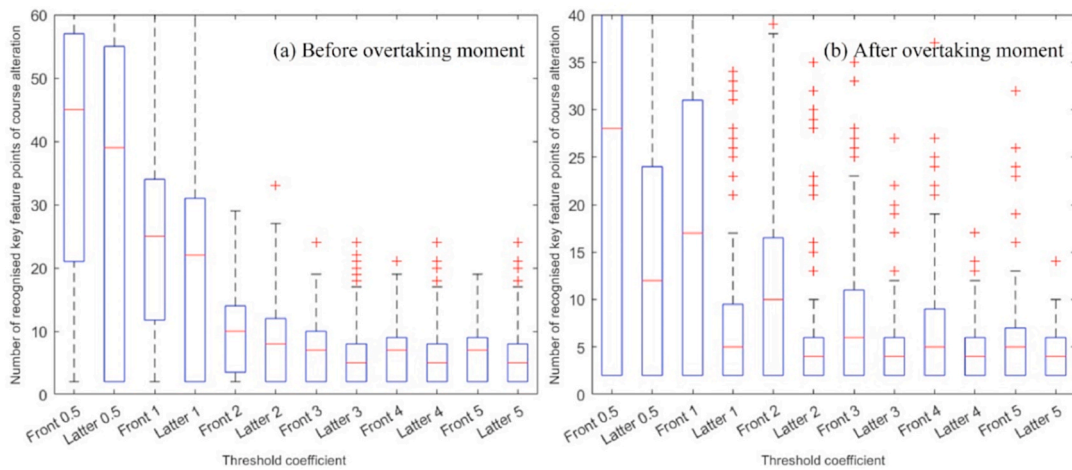 (a) Before overtaking moment
Number of recognised key feature points of course alteration
60
50
40
30
20
10
0
Front 0.5
Latter 0.5
Front 1
Latter 1
Front 2
Latter 2
Front 3
Latter 3
Front 4
Latter 4
Front 5
Latter 5
Threshold coefficient
(b) After overtaking moment
Number of recognised key feature points of course alteration
40
35
30
25
20
15
10
5
0
Front 0.5
Latter 0.5
Front 1
Latter 1
Front 2
Latter 2
Front 3
Latter 3
Front 4
Latter 4
Front 5
Latter 5
Threshold coefficient